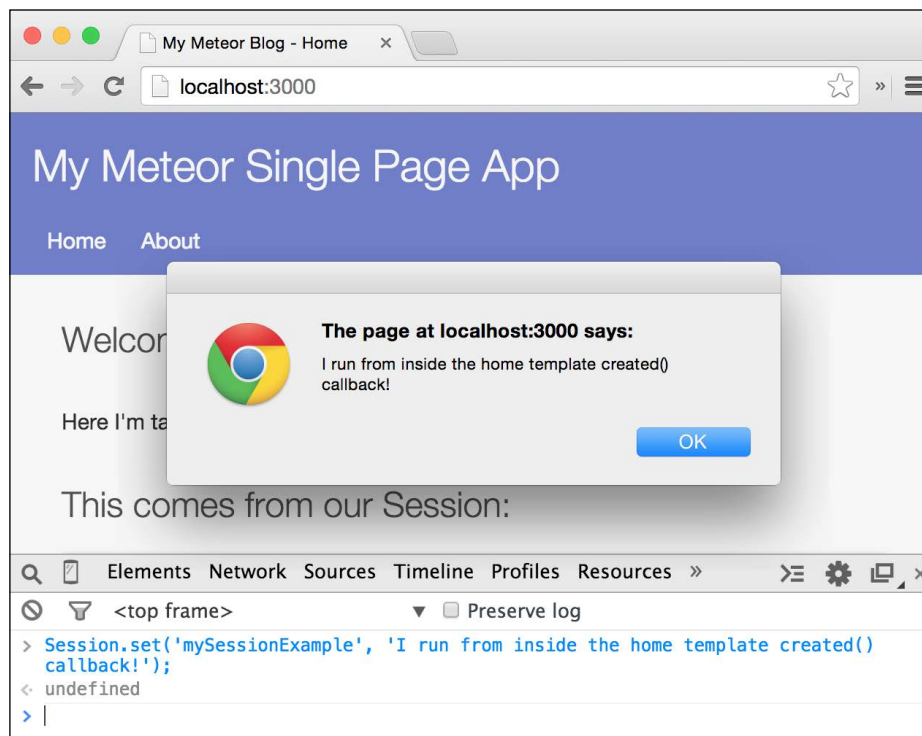 My Meteor Blog - Home
localhost:3000
My Meteor Single Page App
Home About
The page at localhost:3000 says:
I run from inside the home template created()
callback!
OK
Here I'm
This comes from our Session:
Elements Network Sources Timeline Profiles Resources »
<top frame> Preserve log
> Session.set('mySessionExample', 'I run from inside the home template created()
callback!');
undefined
>